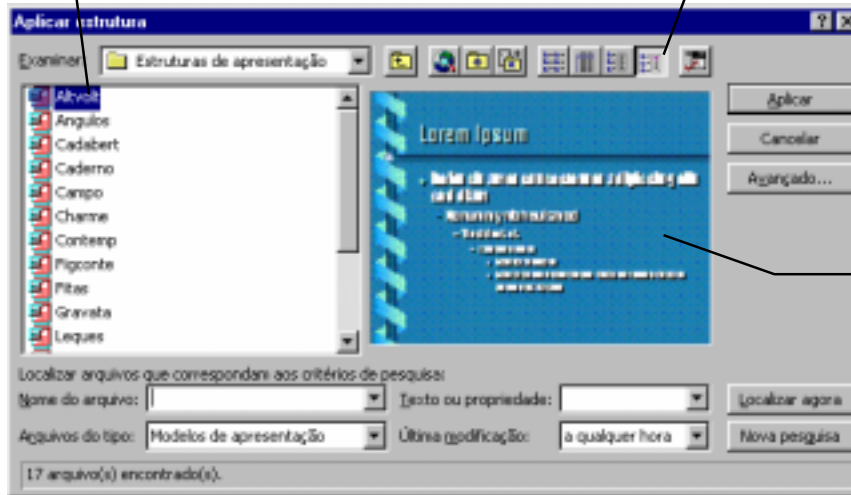 Aplicar estrutura
Examinar: Estruturas de apresentação
Altvolt
Angulos
Cadabert
Caderno
Campo
Charme
Contemp
Figconte
Fitas
Gravata
Leques
Lorem Ipsum
Aplicar
Cancelar
Avançado...
Localizar arquivos que correspondam aos critérios de pesquisa:
Nome do arquivo: Texto ou propriedade: Localizar agora
Arquivos do tipo: Modelos de apresentação Última modificação: a qualquer hora Nova pesquisa
17 arquivo(s) encontrado(s).